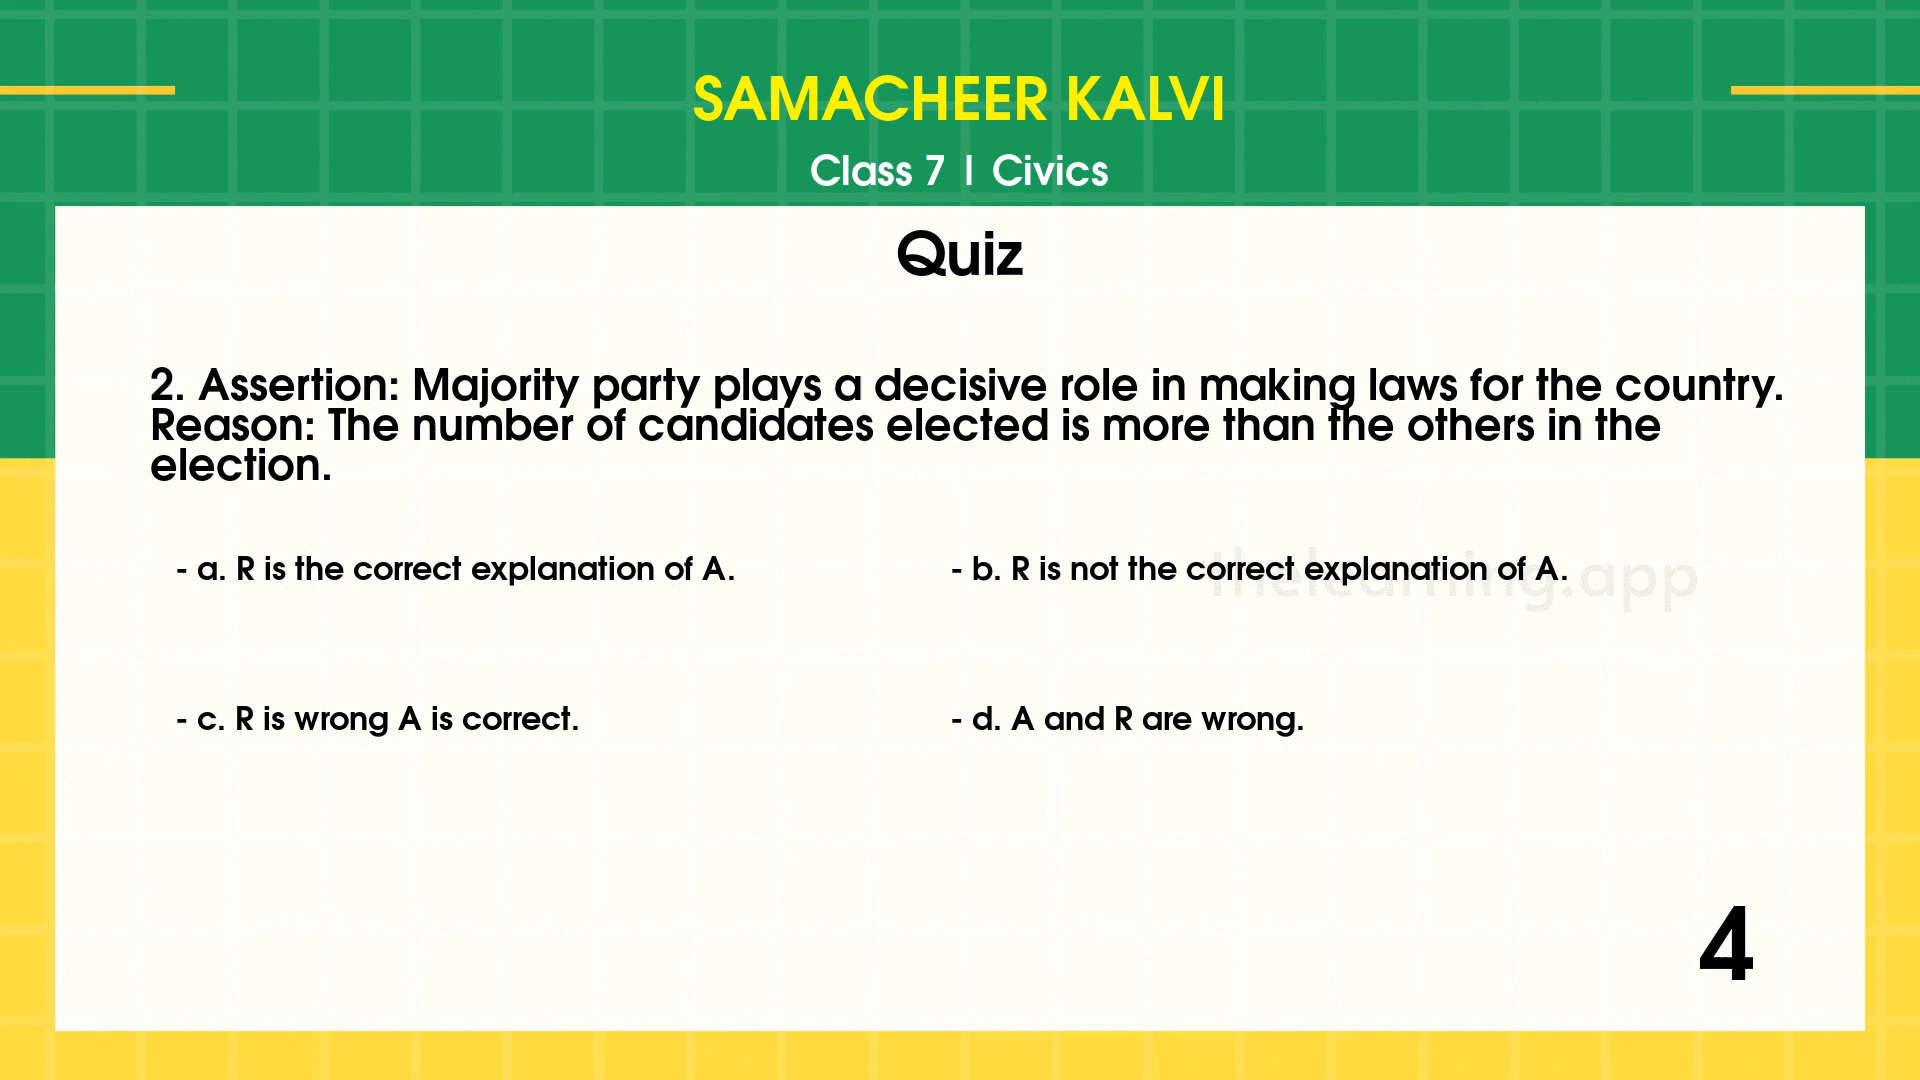 SAMACHEER KALVI
Class 7 | Civics
Quiz
2. Assertion: Majority party plays a decisive role in making laws for the country.
Reason: The number of candidates elected is more than the others in the
election.
- a. R is the correct explanation of A.
- b. R is not the correct explanation of A.
thelearning.app
- c. R is wrong A is correct.
- d. A and R are wrong.
4